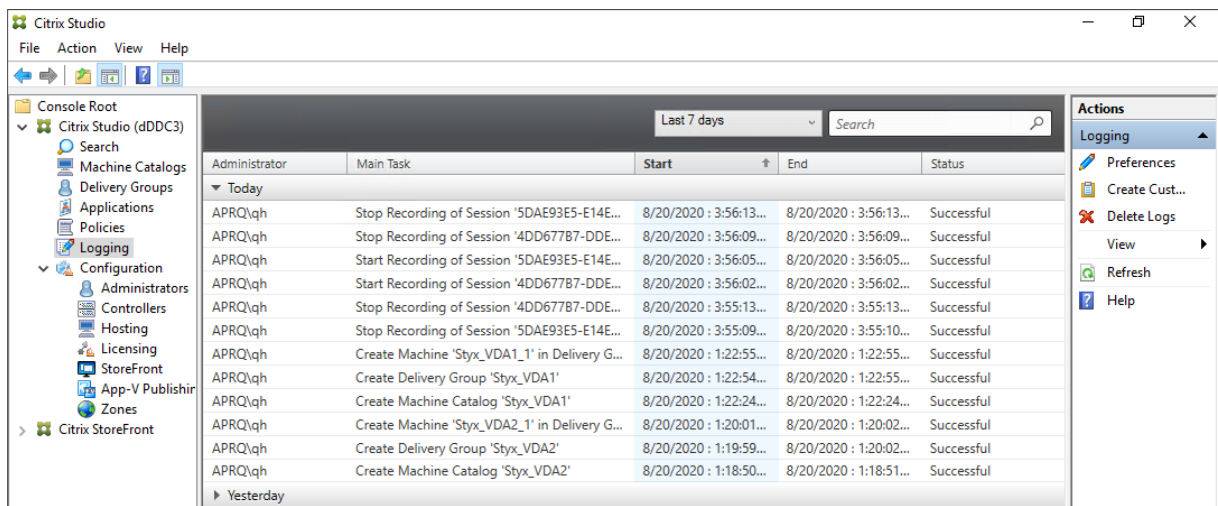 Citrix Studio
File Action View Help
Console Root
Citrix Studio (dDDC3)
Search
Machine Catalogs
Delivery Groups
Applications
Policies
Logging
Configuration
Administrators
Controllers
Hosting
Licensing
StoreFront
App-V Publishin
Zones
Citrix StoreFront
Last 7 days Search
Administrator Main Task Start End Status
Today
APRQ\qh Stop Recording of Session '5DAE93E5-E14E... 8/20/2020 : 3:56:13... 8/20/2020 : 3:56:13... Successful
APRQ\qh Stop Recording of Session '4DD677B7-DDE... 8/20/2020 : 3:56:09... 8/20/2020 : 3:56:09... Successful
APRQ\qh Start Recording of Session '5DAE93E5-E14E... 8/20/2020 : 3:56:05... 8/20/2020 : 3:56:05... Successful
APRQ\qh Start Recording of Session '4DD677B7-DDE... 8/20/2020 : 3:56:02... 8/20/2020 : 3:56:02... Successful
APRQ\qh Stop Recording of Session '4DD677B7-DDE... 8/20/2020 : 3:55:13... 8/20/2020 : 3:55:13... Successful
APRQ\qh Stop Recording of Session '5DAE93E5-E14E... 8/20/2020 : 3:55:09... 8/20/2020 : 3:55:10... Successful
APRQ\qh Create Machine 'Styx_VDA1_1' in Delivery G... 8/20/2020 : 1:22:55... 8/20/2020 : 1:22:55... Successful
APRQ\qh Create Delivery Group 'Styx_VDA1' 8/20/2020 : 1:22:54... 8/20/2020 : 1:22:55... Successful
APRQ\qh Create Machine Catalog 'Styx_VDA1' 8/20/2020 : 1:22:24... 8/20/2020 : 1:22:24... Successful
APRQ\qh Create Machine 'Styx_VDA2_1' in Delivery G... 8/20/2020 : 1:20:01... 8/20/2020 : 1:20:02... Successful
APRQ\qh Create Delivery Group 'Styx_VDA2' 8/20/2020 : 1:19:59... 8/20/2020 : 1:20:02... Successful
APRQ\qh Create Machine Catalog 'Styx_VDA2' 8/20/2020 : 1:18:50... 8/20/2020 : 1:18:51... Successful
Yesterday
Actions
Logging
Preferences
Create Cust...
Delete Logs
View
Refresh
Help